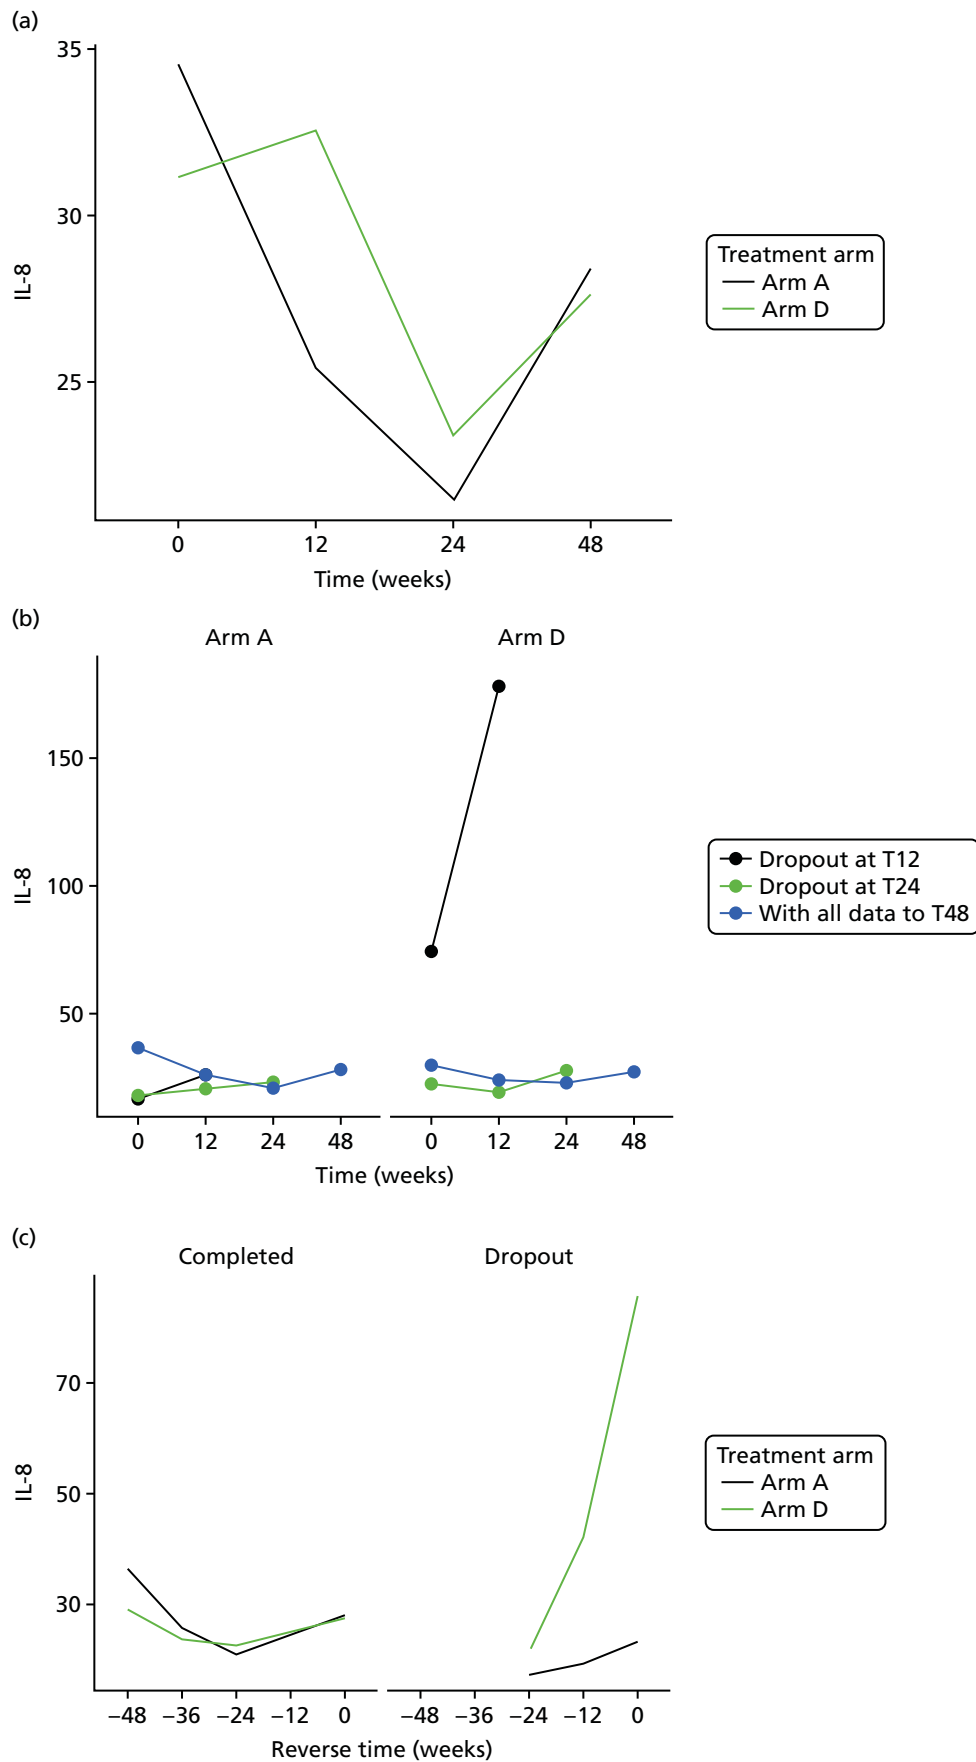 (a)
35
30
25
IL-8
0 12 24 48
Time (weeks)
Treatment arm
Arm A
Arm D
(b)
Arm A Arm D
150
100
50
IL-8
0 12 24 48 0 12 24 48
Time (weeks)
Dropout at T12
Dropout at T24
With all data to T48
(c)
Completed Dropout
70
50
30
IL-8
−48 −36 −24 −12 0 −48 −36 −24 −12 0
Reverse time (weeks)
Treatment arm
Arm A
Arm D